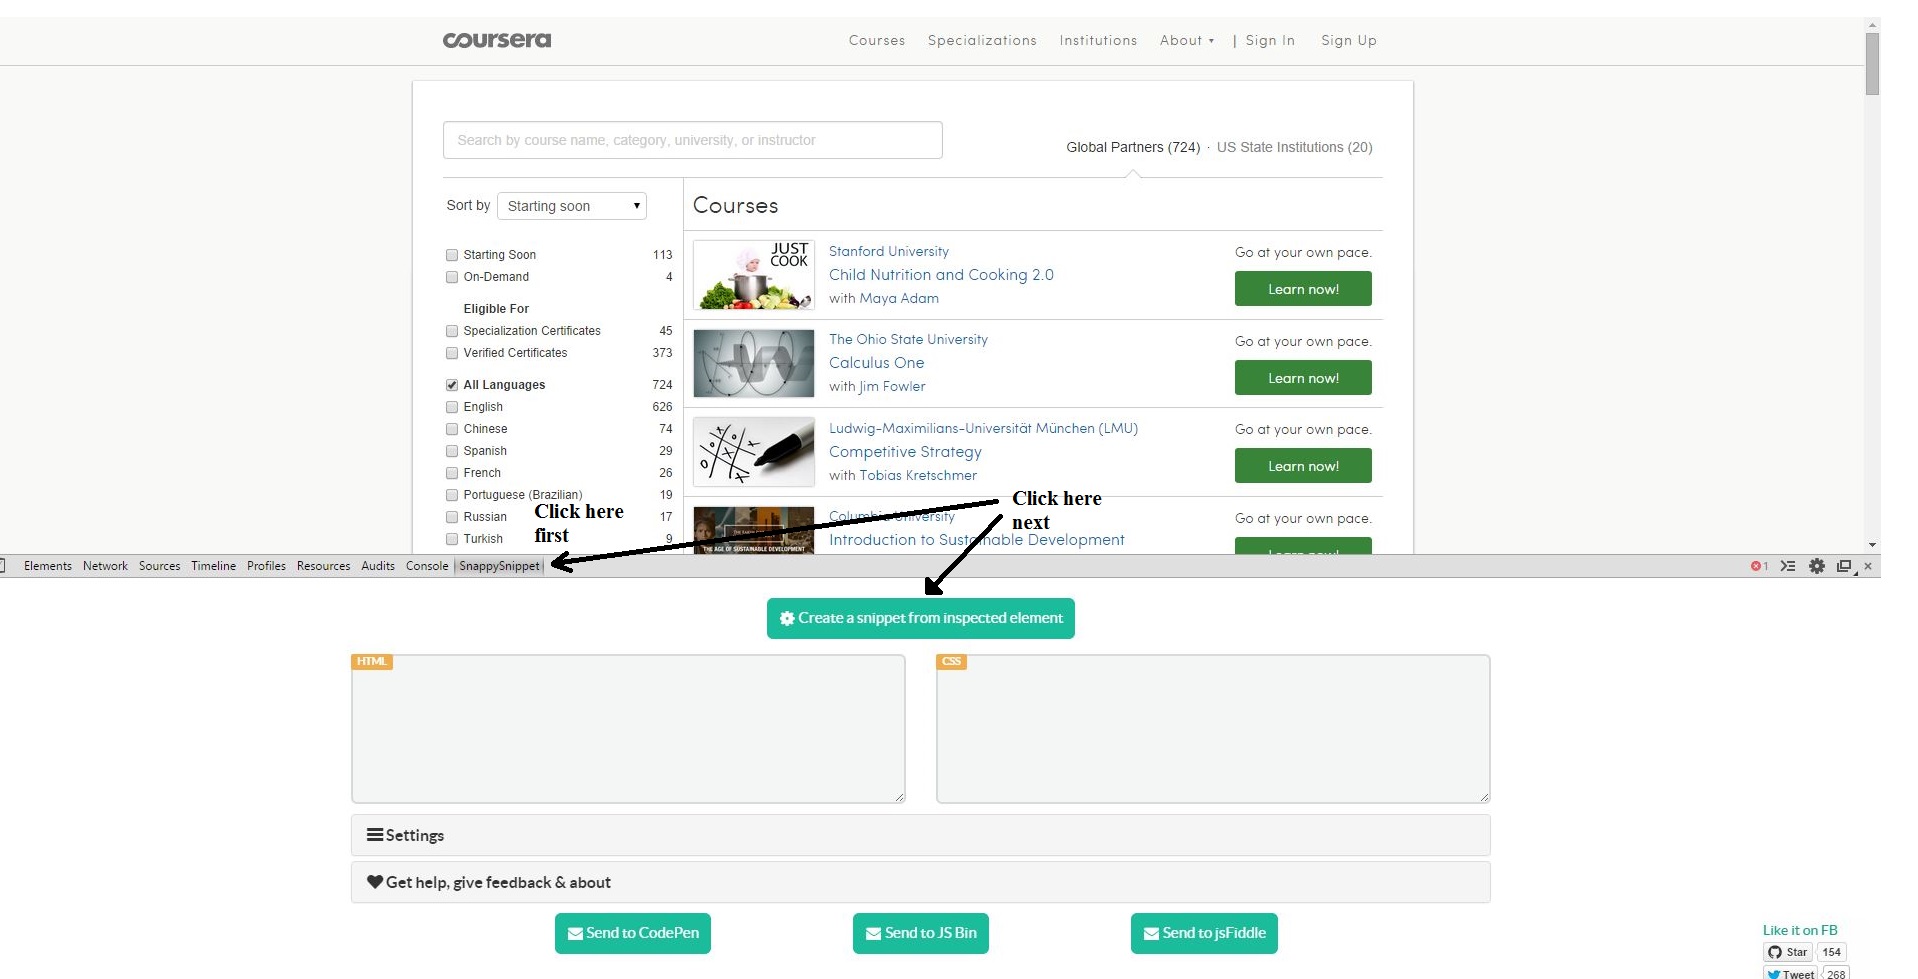 coursera
Courses Specializations Institutions About ▾ | Sign In Sign Up
Search by course name, category, university, or instructor
Global Partners (724) · US State Institutions (20)
Sort by Starting soon
Starting Soon 113
On-Demand 4
Eligible For
Specialization Certificates 45
Verified Certificates 373
All Languages 724
English 626
Chinese 74
Spanish 29
French 26
Portuguese (Brazilian) 19
Russian 17
Turkish 9
Courses
JUST
COOK
Stanford University
Child Nutrition and Cooking 2.0
with Maya Adam
Go at your own pace.
Learn now!
The Ohio State University
Calculus One
with Jim Fowler
Go at your own pace.
Learn now!
Ludwig-Maximilians-Universität München (LMU)
Competitive Strategy
with Tobias Kretschmer
Go at your own pace.
Learn now!
THE AGE OF SUSTAINABLE DEVELOPMENT
Columbia University
Introduction to Sustainable Development
Go at your own pace.
Learn now!
Click here
first
Click here
next
Elements Network Sources Timeline Profiles Resources Audits Console SnappySnippet 1
Create a snippet from inspected element
HTML
CSS
Settings
Get help, give feedback & about
Send to CodePen
Send to JS Bin
Send to jsFiddle
Like it on FB
Star 154
Tweet 268